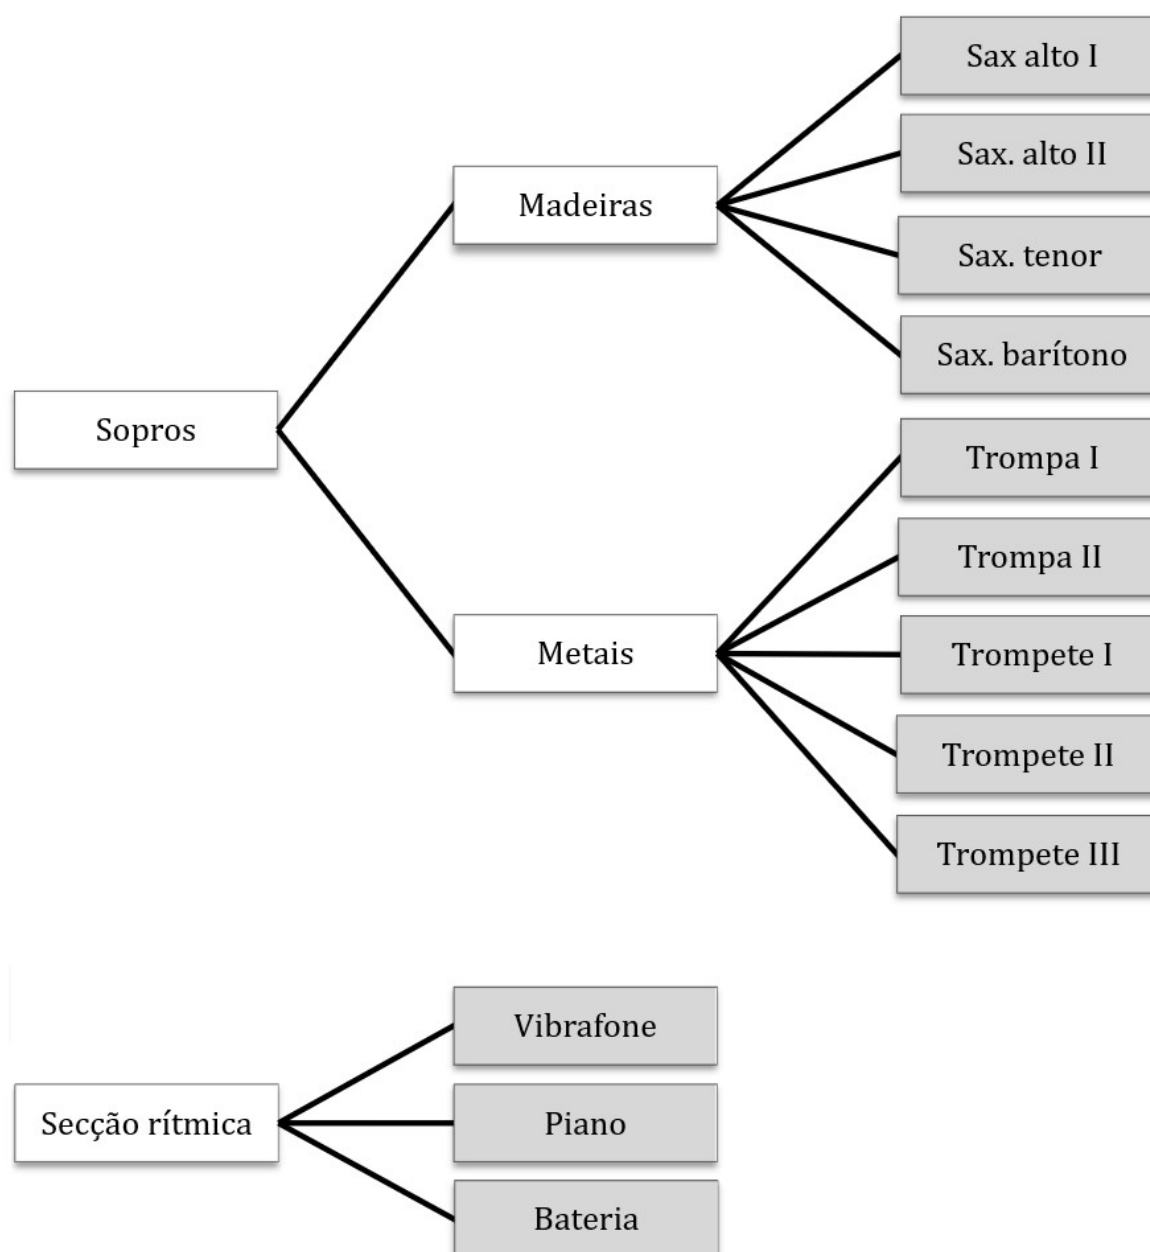 Sopros
Madeiras
Sax alto I
Sax. alto II
Sax. tenor
Sax. barítono
Metais
Trompa I
Trompa II
Trompete I
Trompete II
Trompete III
Secção rítmica
Vibrafone
Piano
Bateria